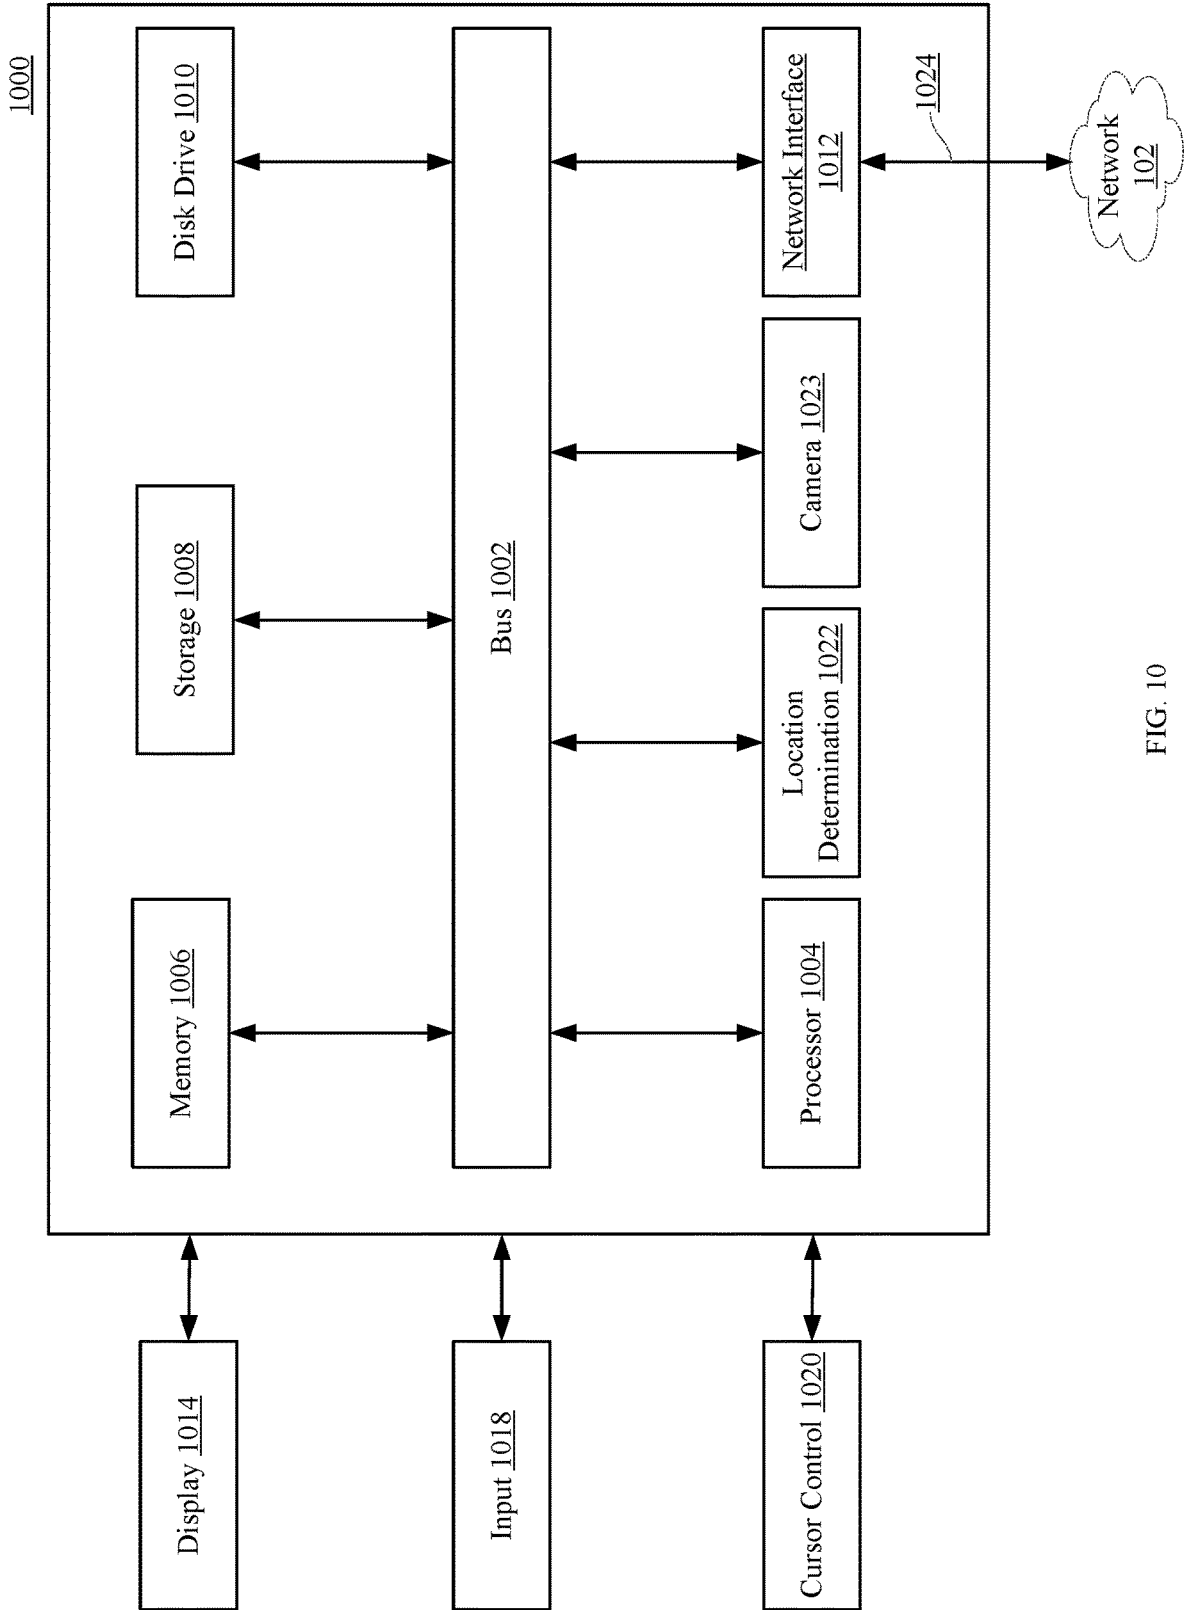 1000
Display 1014
Memory 1006
Storage 1008
Disk Drive 1010
Input 1018
Bus 1002
Cursor Control 1020
Processor 1004
Location
Determination 1022
Camera 1023
Network Interface
1012
1024
Network
102
FIG. 10